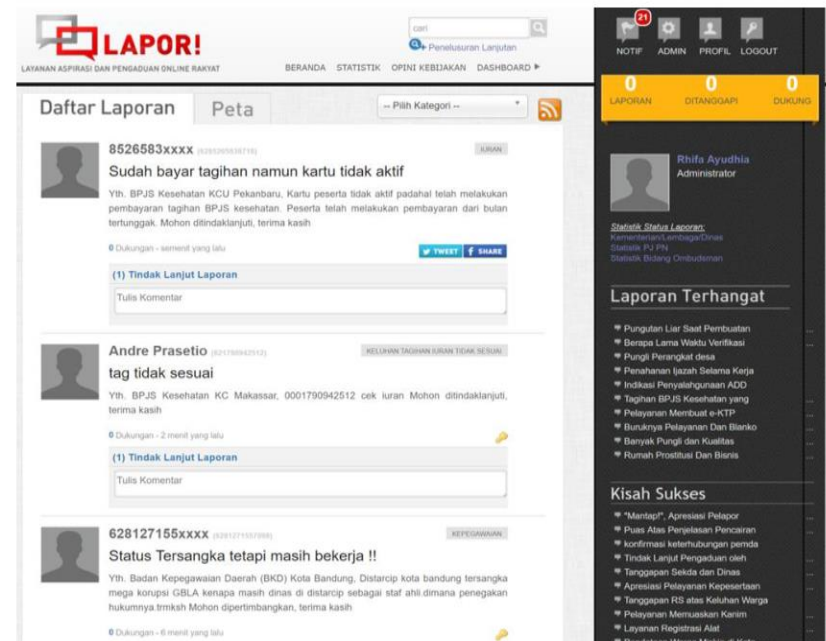 LAPOR!
LAYANAN ASPIRASI DAN PENGADUAN ONLINE RAKYAT
cari
Penelusuran Lanjutan
BERANDA STATISTIK OPINI KEBIJAKAN DASHBOARD
21
NOTIF ADMIN PROFIL LOGOUT
0 0 0
LAPORAN DITANGGAPI DUKUNG
Daftar Laporan Peta
-- Pilih Kategori --
8526583xxxx
IURAN
Sudah bayar tagihan namun kartu tidak aktif
Yth. BPJS Kesehatan KCU Pekanbaru, Kartu peserta tidak aktif padahal telah melakukan
pembayaran tagihan BPJS kesehatan. Peserta telah melakukan pembayaran dari bulan
tertunggak. Mohon ditindaklanjuti, terima kasih
0 Dukungan - semenit yang lalu
TWEET SHARE
(1) Tindak Lanjut Laporan
Tulis Komentar
Andre Prasetio
KELUHAN TAGIHAN IURAN TIDAK SESUAI
tag tidak sesuai
Yth. BPJS Kesehatan KC Makassar, 0001790942512 cek iuran Mohon ditindaklanjuti,
terima kasih
0 Dukungan - 2 menit yang lalu
(1) Tindak Lanjut Laporan
Tulis Komentar
628127155xxxx
KEPEGAWAIAN
Status Tersangka tetapi masih bekerja !!
Yth. Badan Kepegawaian Daerah (BKD) Kota Bandung, Distarcip kota bandung tersangka
mega korupsi GBLA kenapa masih dinas di distarcip sebagai staf ahli.dimana penegakan
hukumnya.trmksh Mohon dipertimbangkan, terima kasih
0 Dukungan - 6 menit yang lalu
Rhifa Ayudhia
Administrator
Statistik Status Laporan:
Kementerian/Lembaga/Dinas
Statistik PJ PN
Statistik Bidang Ombudsman
Laporan Terhangat
Pungutan Liar Saat Pembuatan ...
Berapa Lama Waktu Verifikasi ...
Pungli Perangkat desa
Penahanan Ijazah Selama Kerja
Indikasi Penyalahgunaan ADD
Tagihan BPJS Kesehatan yang ...
Pelayanan Membuat e-KTP ...
Buruknya Pelayanan Dan Blanko ...
Banyak Pungli dan Kualitas ...
Rumah Prostitusi Dan Bisnis ...
Kisah Sukses
"Mantap!", Apresiasi Pelapor ...
Puas Atas Penjelasan Pencairan ...
konfirmasi keterhubungan pemda ...
Tindak Lanjut Pengaduan oleh ...
Tanggapan Sekda dan Dinas ...
Apresiasi Pelayanan Kepesertaan ...
Tanggapan RS atas Keluhan Warga ...
Pelayanan Memuaskan Kanim ...
Layanan Registrasi Alat ...